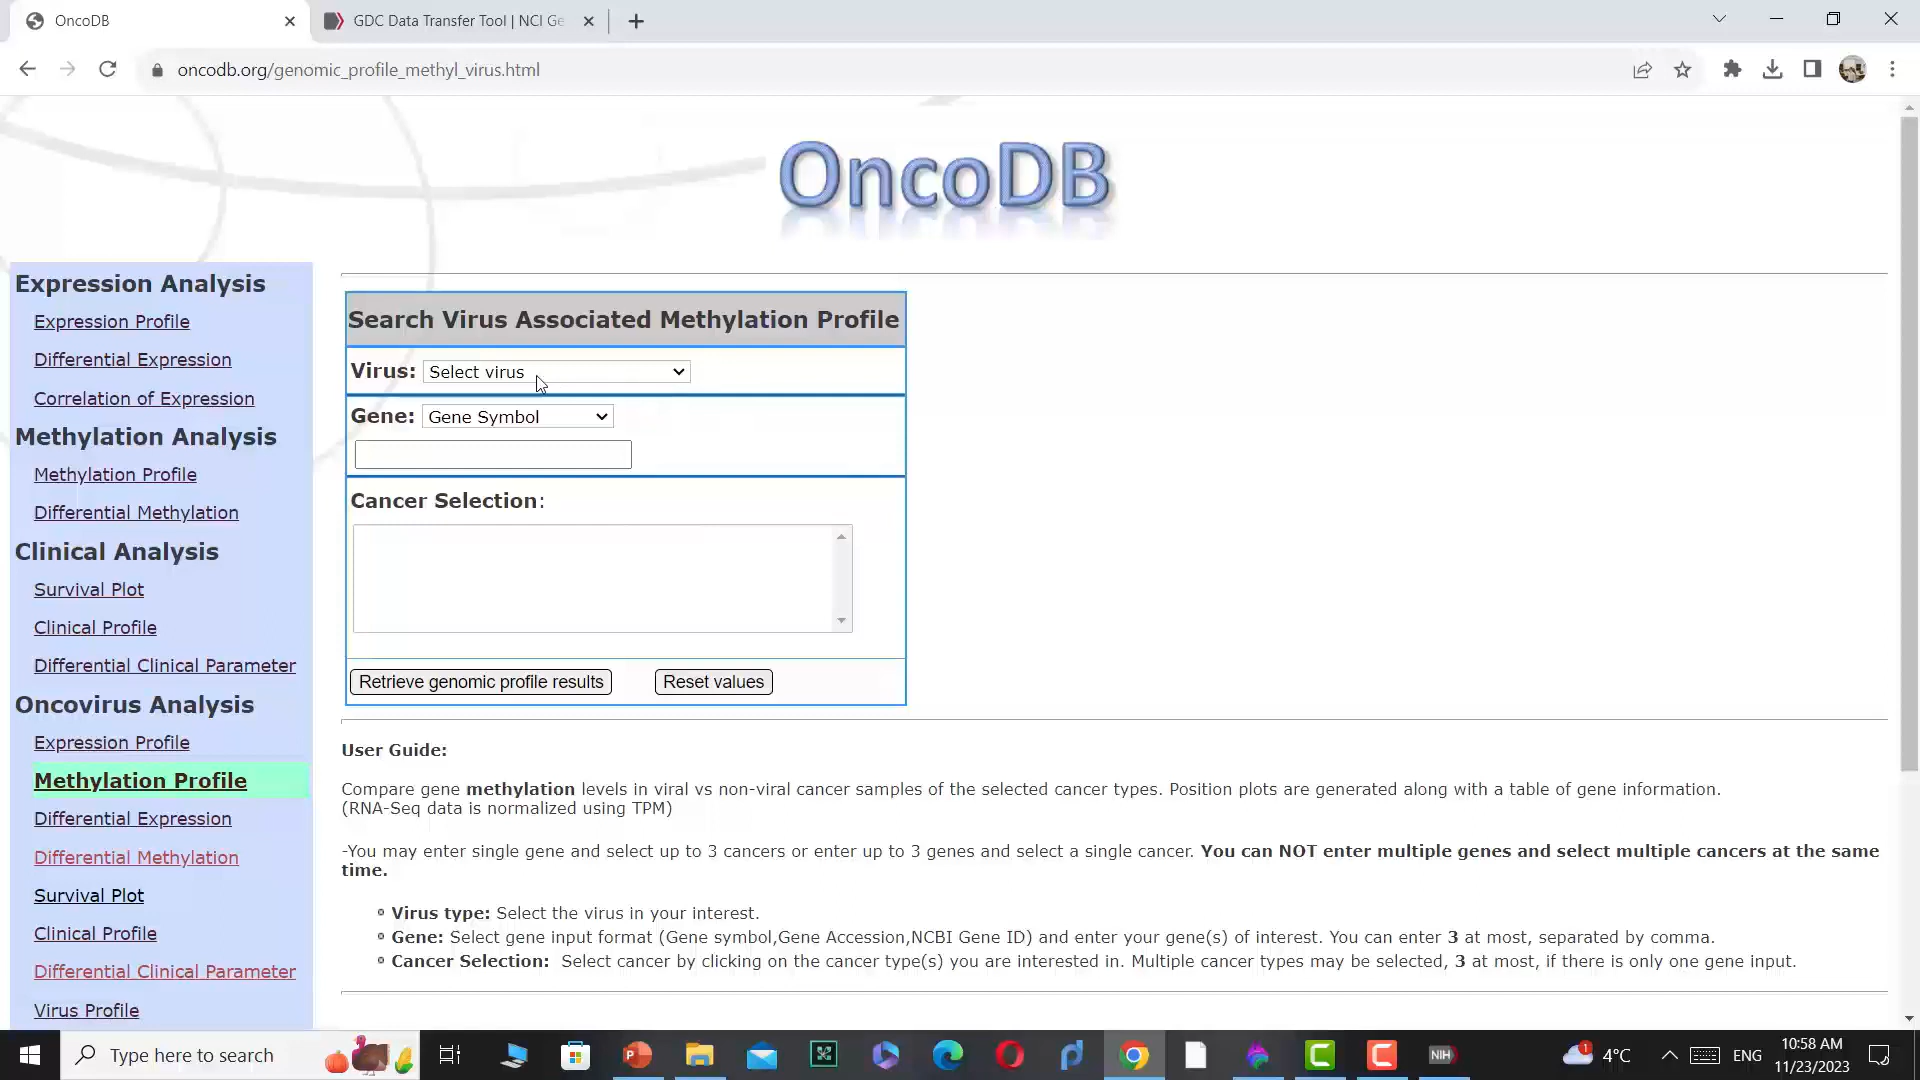 OncoDB
GDC Data Transfer Tool | NCI Ge
oncodb.org/genomic_profile_methyl_virus.html
OncoDB
Expression Analysis
Expression Profile
Differential Expression
Correlation of Expression
Methylation Analysis
Methylation Profile
Differential Methylation
Clinical Analysis
Survival Plot
Clinical Profile
Differential Clinical Parameter
Oncovirus Analysis
Expression Profile
Methylation Profile
Differential Expression
Differential Methylation
Survival Plot
Clinical Profile
Differential Clinical Parameter
Virus Profile
Search Virus Associated Methylation Profile
Virus: Select virus
Gene: Gene Symbol
Cancer Selection:
Retrieve genomic profile results Reset values
User Guide:
Compare gene methylation levels in viral vs non-viral cancer samples of the selected cancer types. Position plots are generated along with a table of gene information.
(RNA-Seq data is normalized using TPM)
-You may enter single gene and select up to 3 cancers or enter up to 3 genes and select a single cancer. You can NOT enter multiple genes and select multiple cancers at the same
time.
Virus type: Select the virus in your interest.
Gene: Select gene input format (Gene symbol,Gene Accession,NCBI Gene ID) and enter your gene(s) of interest. You can enter 3 at most, separated by comma.
Cancer Selection: Select cancer by clicking on the cancer type(s) you are interested in. Multiple cancer types may be selected, 3 at most, if there is only one gene input.
Type here to search
NIH
1
4°C
ENG
10:58 AM
11/23/2023